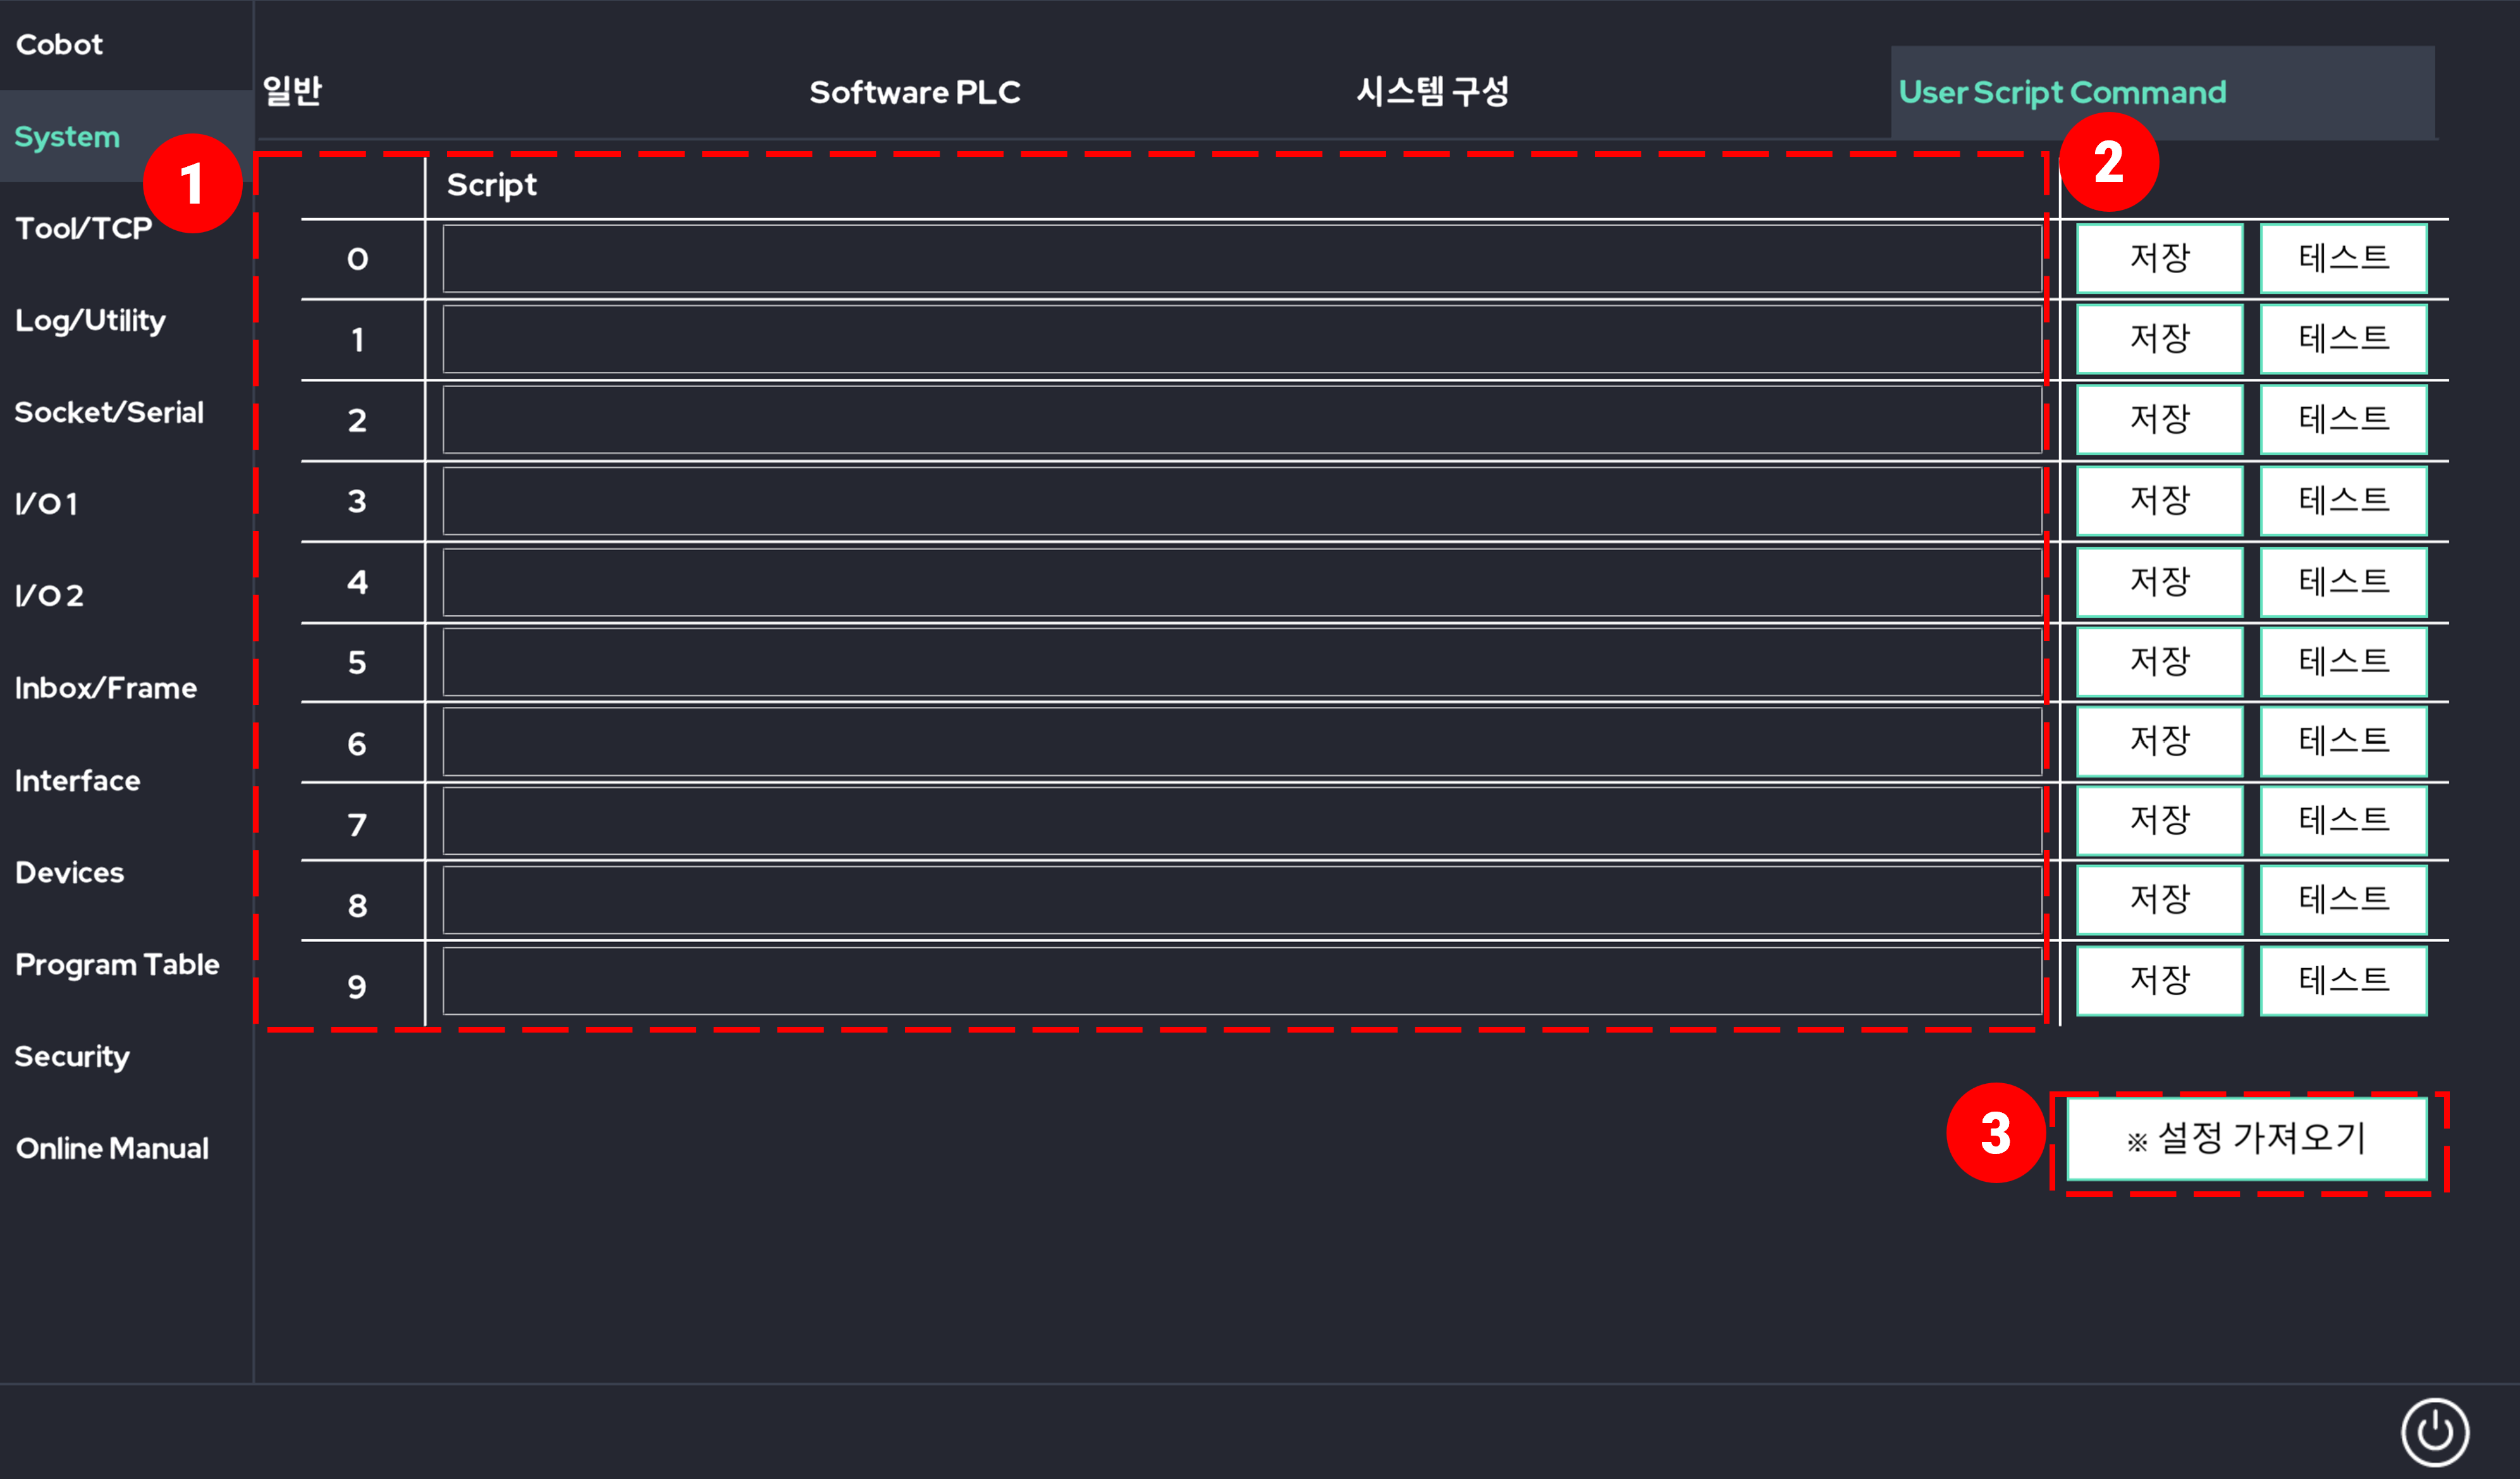 Cobot
System
Tool/TCP
Log/Utility
Socket/Serial
I/O 1
I/O 2
Inbox/Frame
Interface
Devices
Program Table
Security
Online Manual
일반 Software PLC 시스템 구성 User Script Command
1
2
Script
0 저장 테스트
1 저장 테스트
2 저장 테스트
3 저장 테스트
4 저장 테스트
5 저장 테스트
6 저장 테스트
7 저장 테스트
8 저장 테스트
9 저장 테스트
3
※ 설정 가져오기